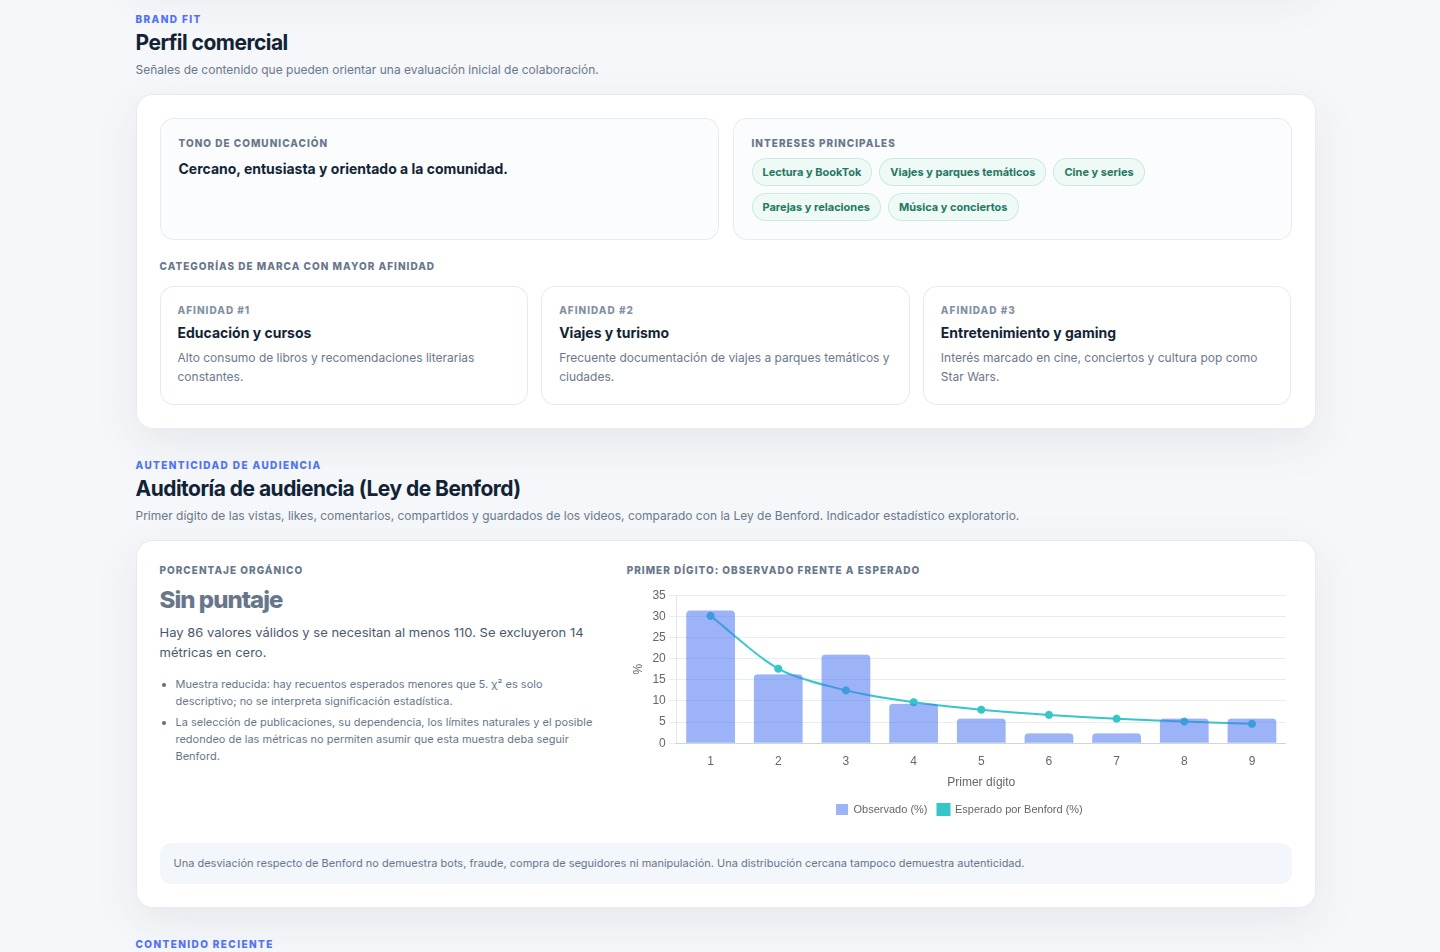 BRAND FIT
Perfil comercial
Señales de contenido que pueden orientar una evaluación inicial de colaboración.
TONO DE COMUNICACIÓN
Cercano, entusiasta y orientado a la comunidad.
INTERESES PRINCIPALES
Lectura y BookTok
Viajes y parques temáticos
Cine y series
Parejas y relaciones
Música y conciertos
CATEGORÍAS DE MARCA CON MAYOR AFINIDAD
AFINIDAD #1
Educación y cursos
Alto consumo de libros y recomendaciones literarias
constantes.
AFINIDAD #2
Viajes y turismo
Frecuente documentación de viajes a parques temáticos y
ciudades.
AFINIDAD #3
Entretenimiento y gaming
Interés marcado en cine, conciertos y cultura pop como
Star Wars.
AUTENTICIDAD DE AUDIENCIA
Auditoría de audiencia (Ley de Benford)
Primer dígito de las vistas, likes, comentarios, compartidos y guardados de los videos, comparado con la Ley de Benford. Indicador estadístico exploratorio.
PORCENTAJE ORGÁNICO
Sin puntaje
Hay 86 valores válidos y se necesitan al menos 110. Se excluyeron 14
métricas en cero.
• Muestra reducida: hay recuentos esperados menores que 5. χ² es solo
descriptivo; no se interpreta significación estadística.
• La selección de publicaciones, su dependencia, los límites naturales y el posible
redondeo de las métricas no permiten asumir que esta muestra deba seguir
Benford.
PRIMER DÍGITO: OBSERVADO FRENTE A ESPERADO
35
30
25
20
15
10
5
0
%
1 2 3 4 5 6 7 8 9
Primer dígito
Observado (%) Esperado por Benford (%)
Una desviación respecto de Benford no demuestra bots, fraude, compra de seguidores ni manipulación. Una distribución cercana tampoco demuestra autenticidad.
CONTENIDO RECIENTE